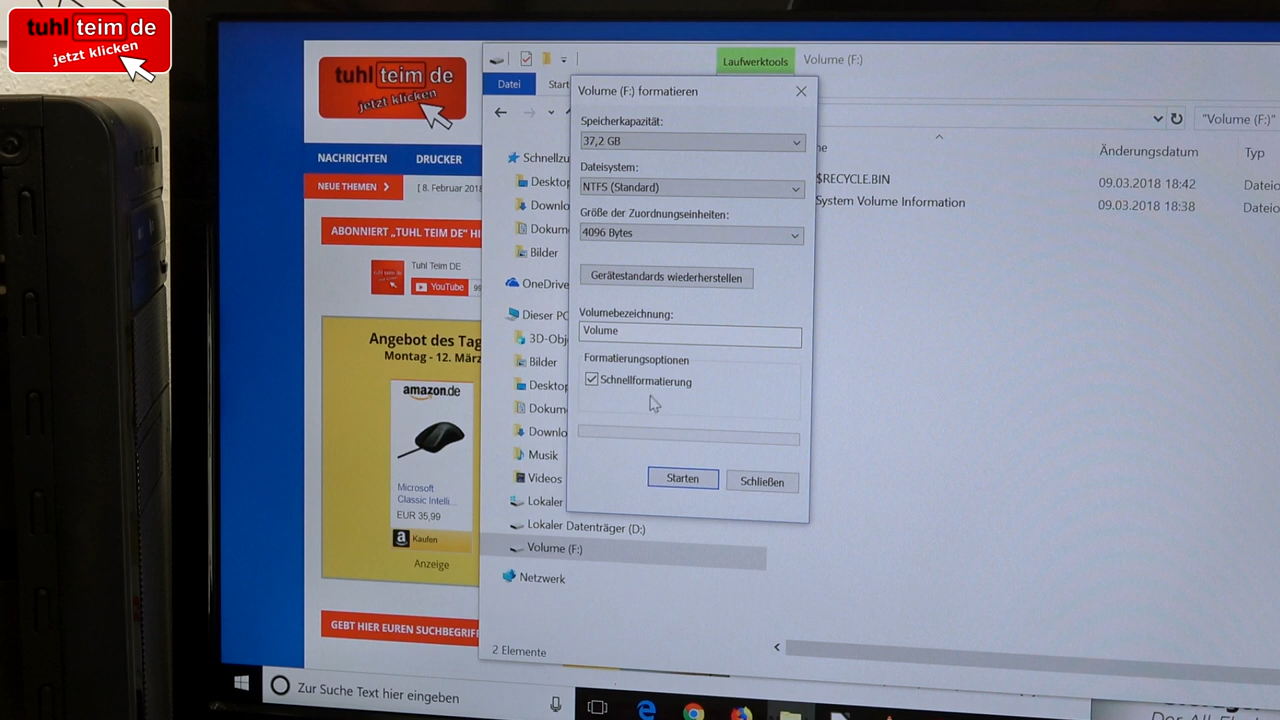 tuhl teim de
jetzt klicken
tuhl teim de
jetzt klicken
NACHRICHTEN DRUCKER
NEUE THEMEN
[ 8. Februar 2018
ABONNIERT „TUHL TEIM DE“
Tuhl Teim DE
YouTube
Angebot des Tag
Montag - 12. März
amazon.de
Microsoft
Classic Intelli...
EUR 35,99
a Kaufen
Anzeige
GEBT HIER EUREN SUCHBEGRIFF
Laufwerktools
Volume (F:)
Datei
Start
"Volume (F:)"
Schnellzu
Desktop
Downlo
Dokum
Bilder
OneDrive
Dieser PC
3D-Obj
Bilder
Desktop
Dokum
Downlo
Musik
Videos
Lokaler
Lokaler Datenträger (D:)
Volume (F:)
Netzwerk
2 Elemente
Änderungsdatum
Typ
$RECYCLE.BIN
09.03.2018 18:42
Dateio
System Volume Information
09.03.2018 18:38
Dateio
Volume (F:) formatieren
Speicherkapazität:
37,2 GB
Dateisystem:
NTFS (Standard)
Größe der Zuordnungseinheiten:
4096 Bytes
Gerätestandards wiederherstellen
Volumebezeichnung:
Volume
Formatierungsoptionen
Schnellformatierung
Starten
Schließen
Zur Suche Text hier eingeben